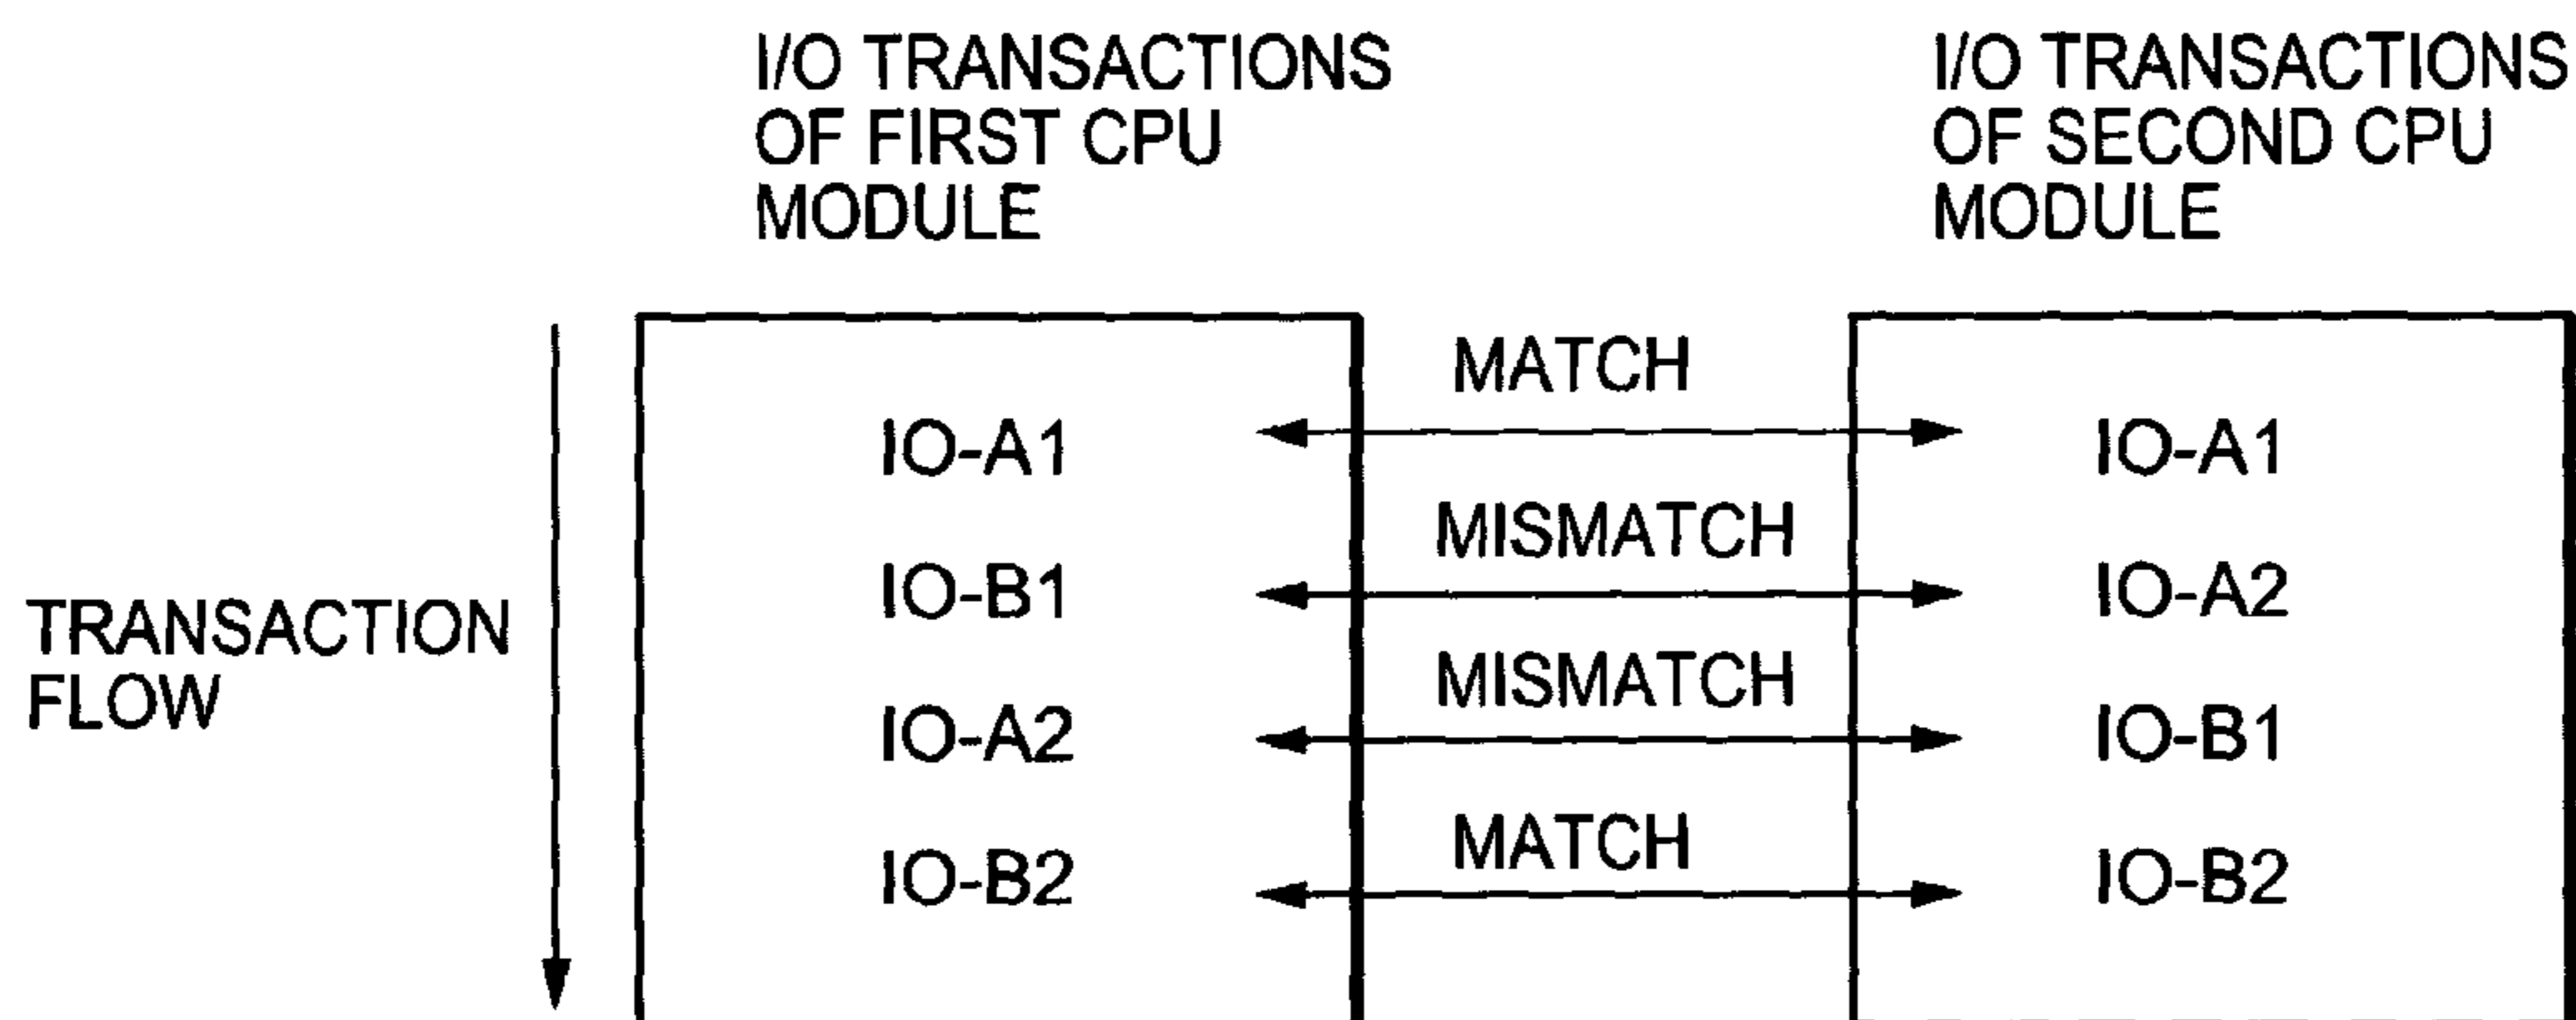 I/O TRANSACTIONS
OF FIRST CPU
MODULE
I/O TRANSACTIONS
OF SECOND CPU
MODULE
TRANSACTION
FLOW
IO-A1
MATCH
IO-A1
IO-B1
MISMATCH
IO-A2
IO-A2
MISMATCH
IO-B1
IO-B2
MATCH
IO-B2